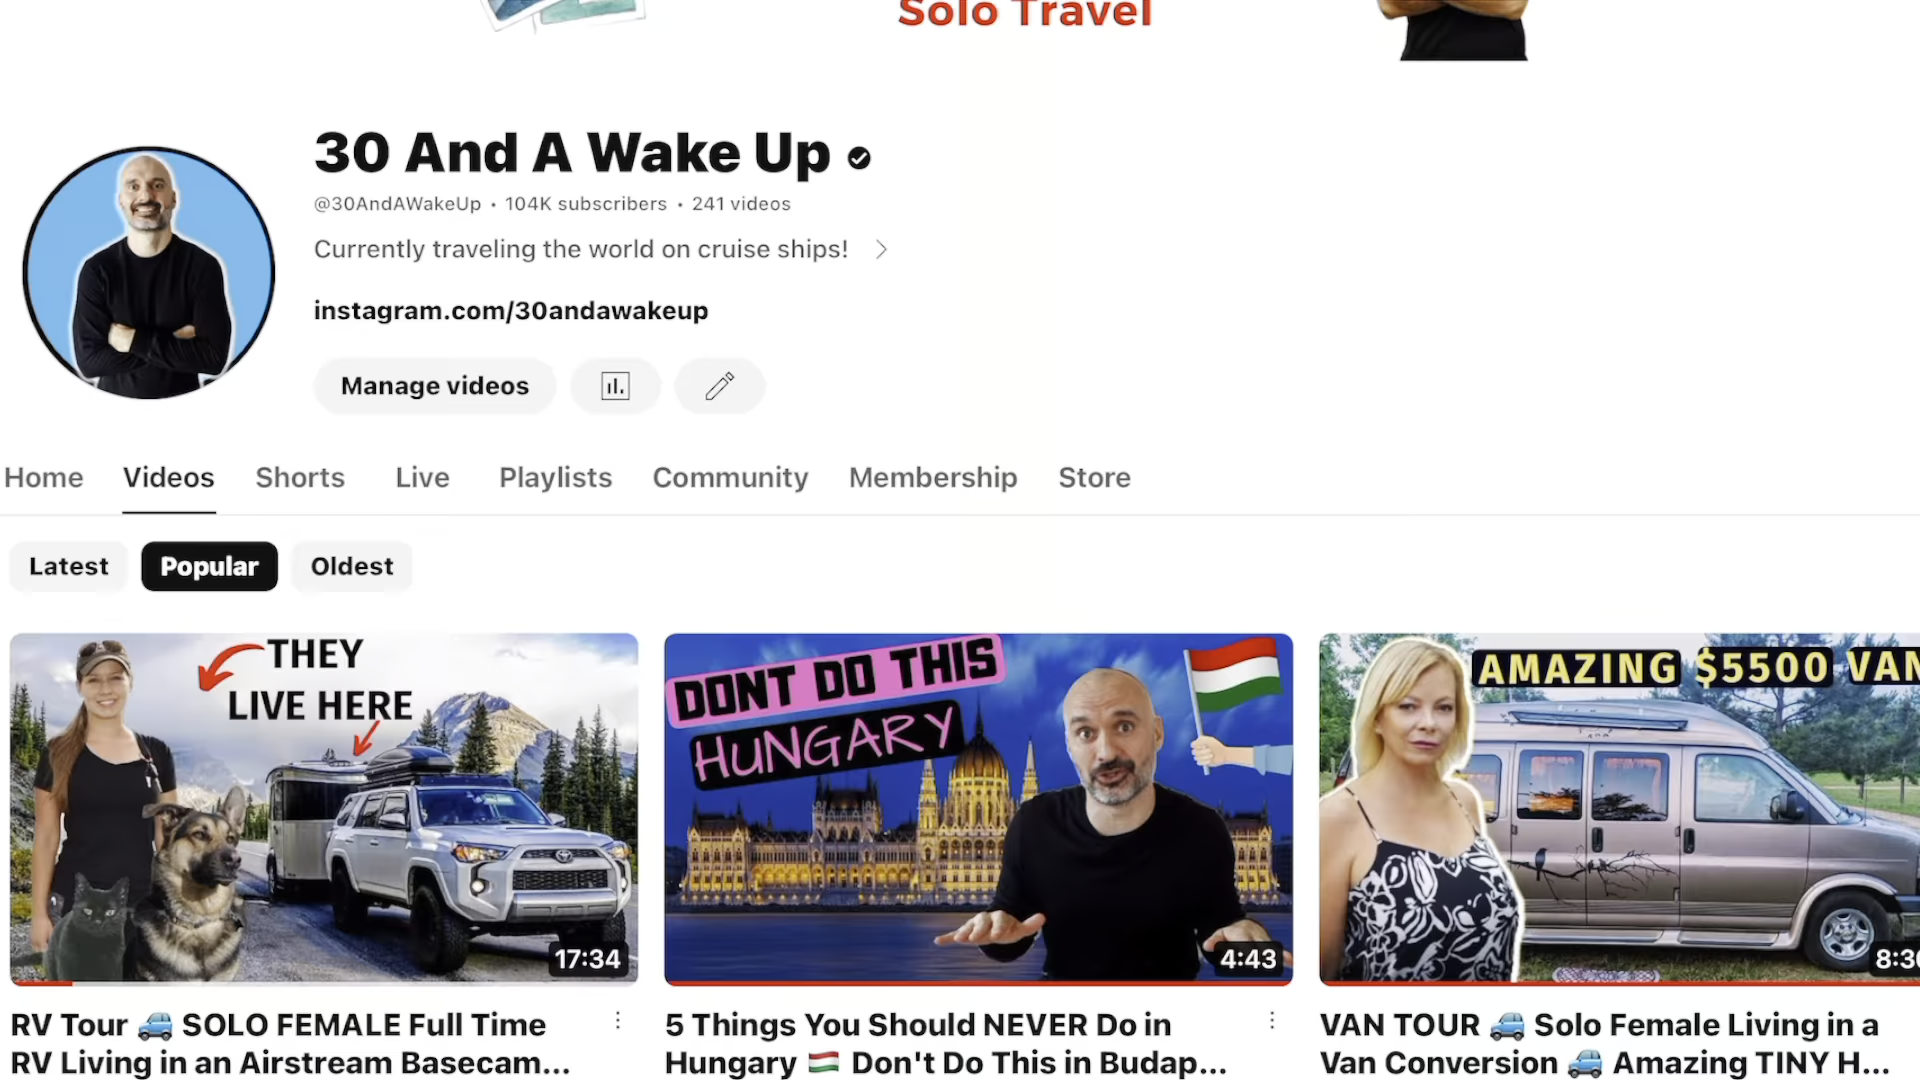 Solo Travel
30 And A Wake Up
@30AndAWakeUp • 104K subscribers • 241 videos
Currently traveling the world on cruise ships!
instagram.com/30andawakeup
Manage videos
Home Videos Shorts Live Playlists Community Membership Store
Latest Popular Oldest
THEY
LIVE HERE
17:34
DONT DO THIS
HUNGARY
4:43
AMAZING $5500 VAN
RV Tour 🚙 SOLO FEMALE Full Time
RV Living in an Airstream Basecam...
5 Things You Should NEVER Do in
Hungary 🇭🇺 Don't Do This in Budap...
VAN TOUR 🚙 Solo Female Living in a
Van Conversion 🚙 Amazing TINY H...